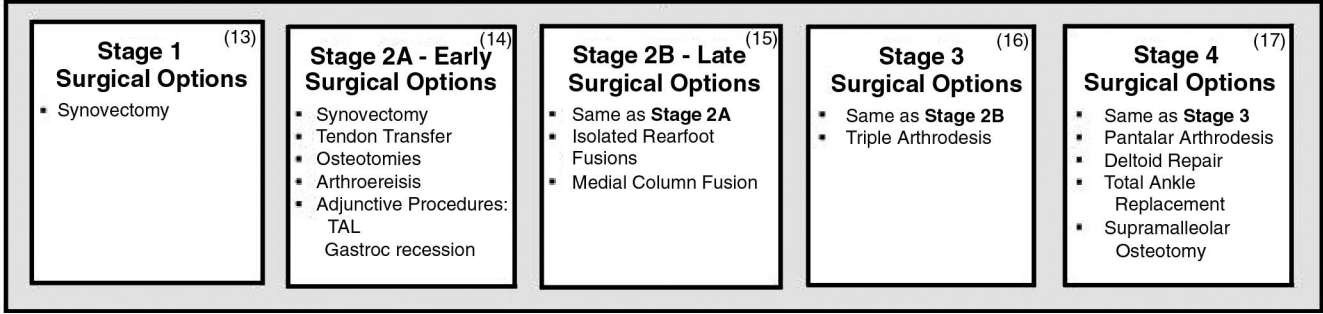 Stage 1 (13)
Surgical Options
▪ Synovectomy
Stage 2A - Early (14)
Surgical Options
▪ Synovectomy
▪ Tendon Transfer
▪ Osteotomies
▪ Arthroereisis
▪ Adjunctive Procedures:
TAL
Gastroc recession
Stage 2B - Late (15)
Surgical Options
▪ Same as Stage 2A
▪ Isolated Rearfoot
Fusions
▪ Medial Column Fusion
Stage 3 (16)
Surgical Options
▪ Same as Stage 2B
▪ Triple Arthrodesis
Stage 4 (17)
Surgical Options
▪ Same as Stage 3
▪ Pantalar Arthrodesis
▪ Deltoid Repair
▪ Total Ankle
Replacement
▪ Supramalleolar
Osteotomy